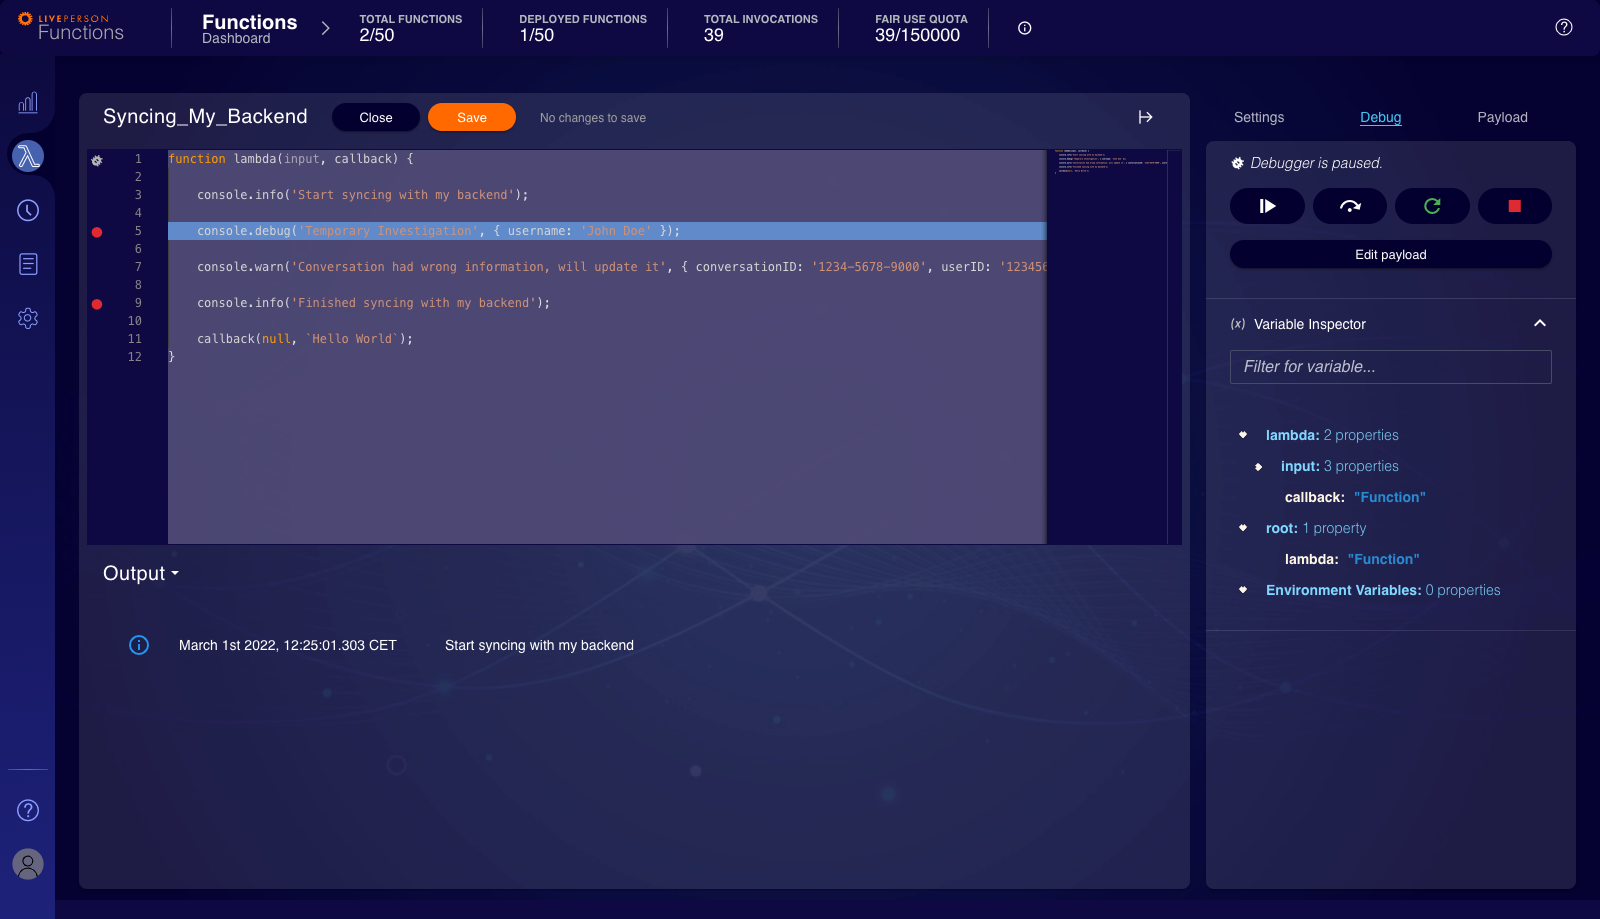 LIVEPERSON
Functions
Functions
Dashboard
TOTAL FUNCTIONS
2/50
DEPLOYED FUNCTIONS
1/50
TOTAL INVOCATIONS
39
FAIR USE QUOTA
39/150000
Syncing_My_Backend
Close
Save
No changes to save
1 function lambda(input, callback) {
2
3 console.info('Start syncing with my backend');
4
5 console.debug('Temporary Investigation', { username: 'John Doe' });
6
7 console.warn('Conversation had wrong information, will update it', { conversationID: '1234-5678-9000', userID: '123456
8
9 console.info('Finished syncing with my backend');
10
11 callback(null, `Hello World`);
12 }
Output
March 1st 2022, 12:25:01.303 CET Start syncing with my backend
Settings
Debug
Payload
Debugger is paused.
Edit payload
(x) Variable Inspector
Filter for variable...
lambda: 2 properties
input: 3 properties
callback: "Function"
root: 1 property
lambda: "Function"
Environment Variables: 0 properties